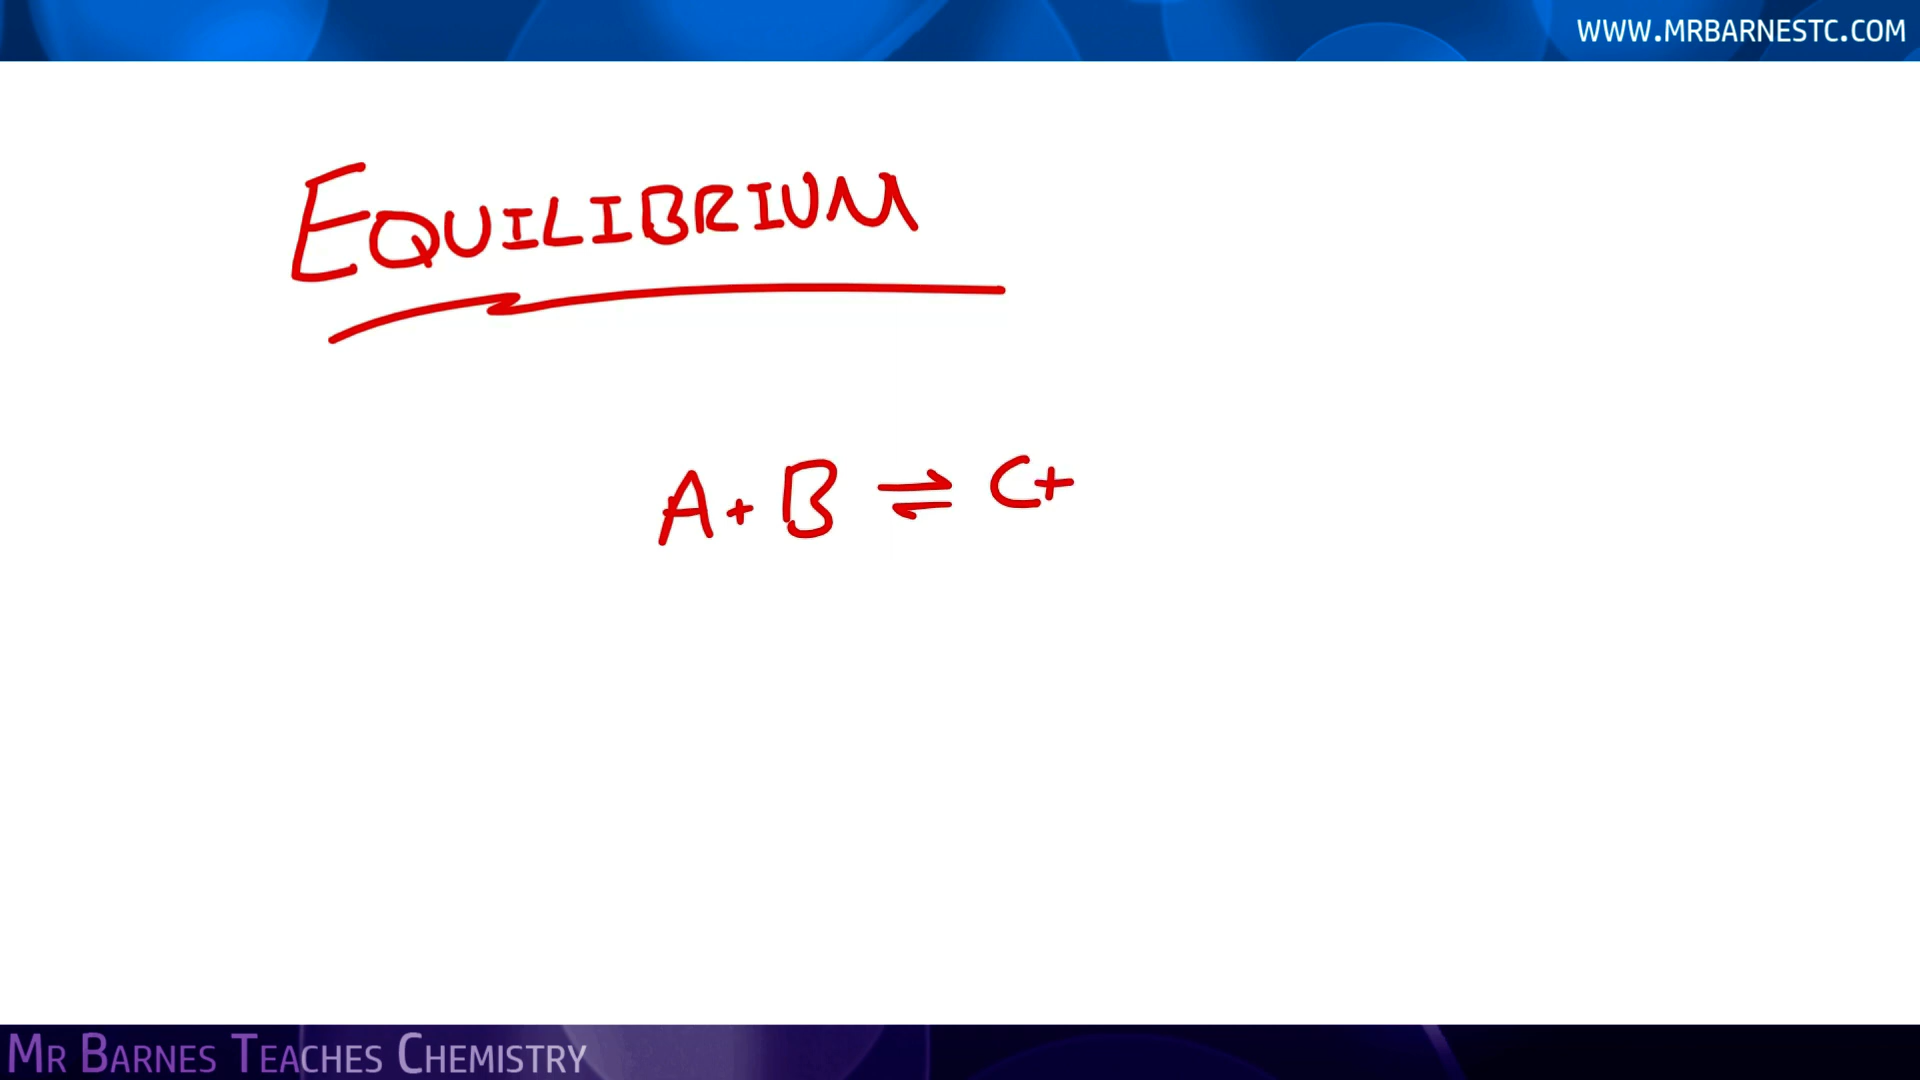 WWW.MRBARNESTC.COM
EQUILIBRIUM
A + B ⇌ C +
MR BARNES TEACHES CHEMISTRY